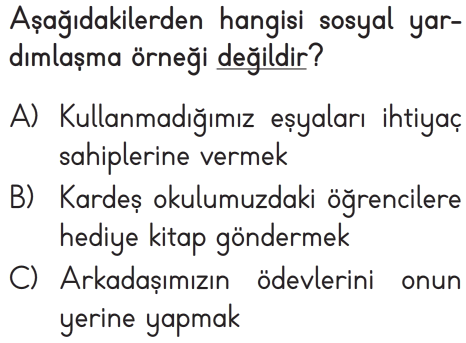 Aşağıdakilerden hangisi sosyal yar-
dımlaşma örneği değildir?
A) Kullanmadığımız eşyaları ihtiyaç
sahiplerine vermek
B) Kardeş okulumuzdaki öğrencilere
hediye kitap göndermek
C) Arkadaşımızın ödevlerini onun
yerine yapmak